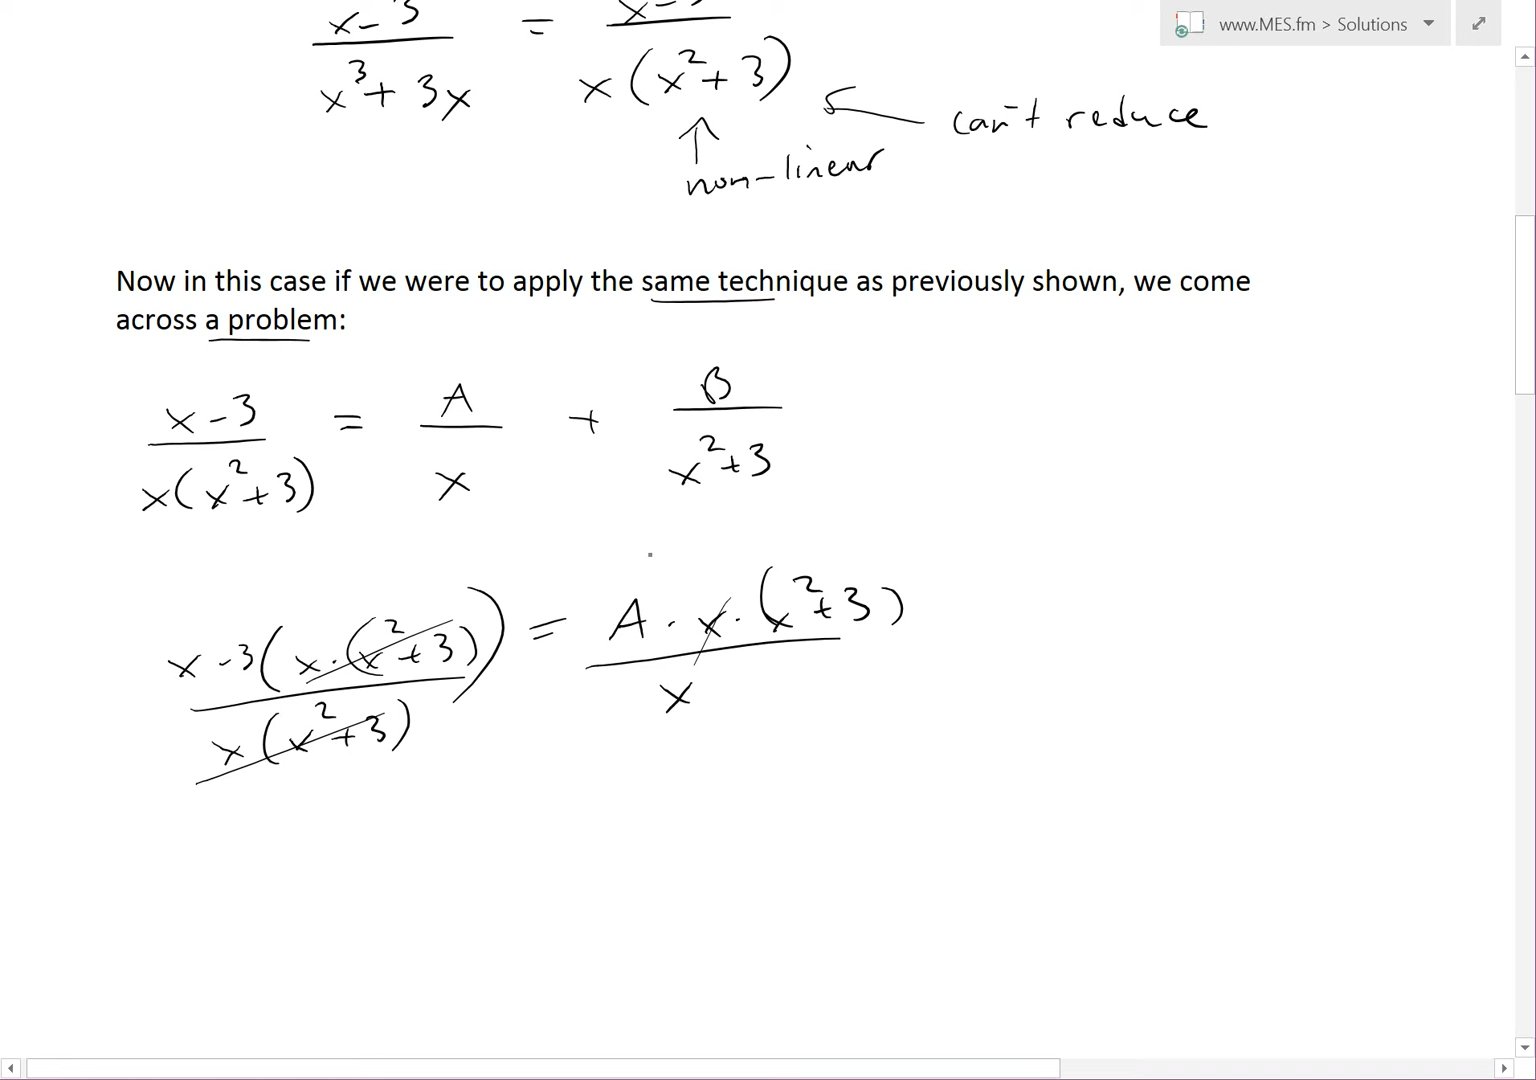 www.MES.fm > Solutions
x-3 / x³+3x = x-3 / x(x²+3)
can't reduce
non-linear
Now in this case if we were to apply the same technique as previously shown, we come
across a problem:
x-3 / x(x²+3) = A / x + B / x²+3
x-3(x·(x²+3)) / x(x²+3) = A·x·(x²+3) / x